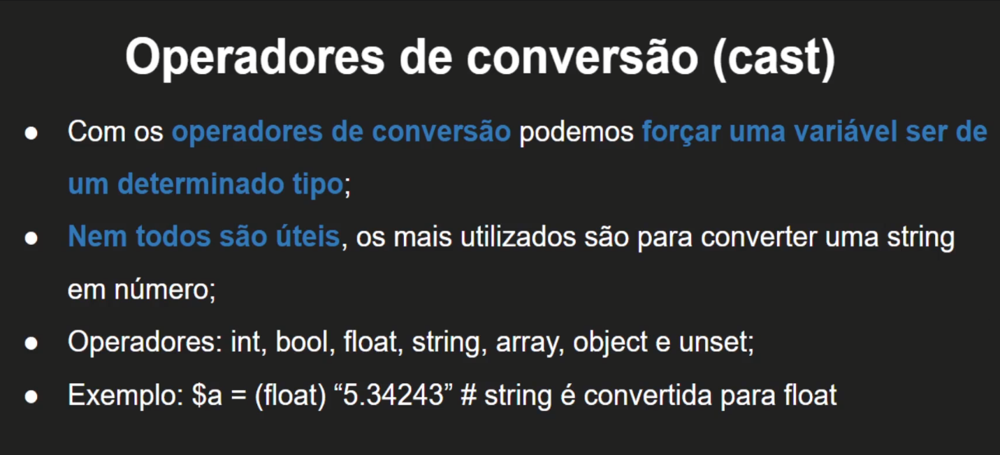 Operadores de conversão (cast)
● Com os operadores de conversão podemos forçar uma variável ser de
um determinado tipo;
● Nem todos são úteis, os mais utilizados são para converter uma string
em número;
● Operadores: int, bool, float, string, array, object e unset;
● Exemplo: $a = (float) “5.34243” # string é convertida para float